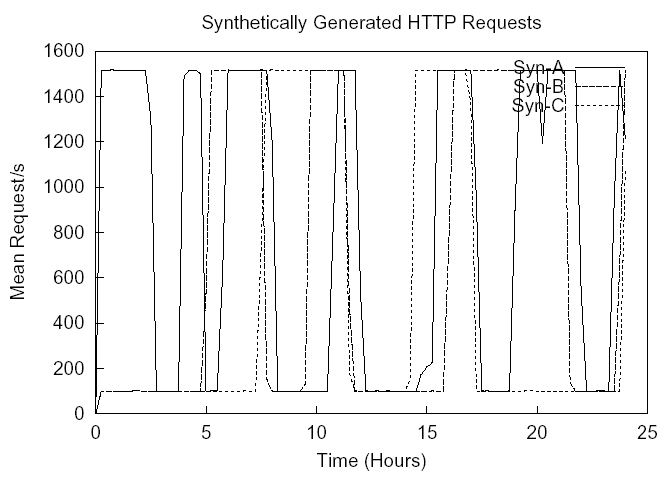 Synthetically Generated HTTP Requests
1600
1400
1200
1000
800
600
400
200
0
Mean Request/s
Syn-A
Syn-B
Syn-C
0 5 10 15 20 25
Time (Hours)